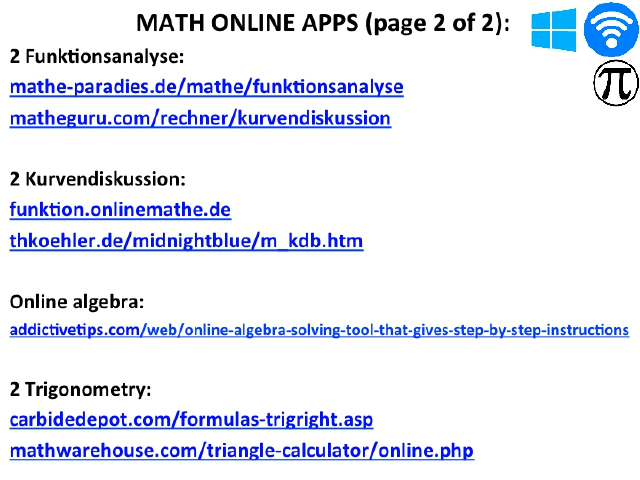 MATH ONLINE APPS (page 2 of 2):
π
2 Funktionsanalyse:
mathe-paradies.de/mathe/funktionsanalyse
matheguru.com/rechner/kurvendiskussion
2 Kurvendiskussion:
funktion.onlinemathe.de
thkoehler.de/midnightblue/m_kdb.htm
Online algebra:
addictivetips.com/web/online-algebra-solving-tool-that-gives-step-by-step-instructions
2 Trigonometry:
carbidedepot.com/formulas-trigright.asp
mathwarehouse.com/triangle-calculator/online.php